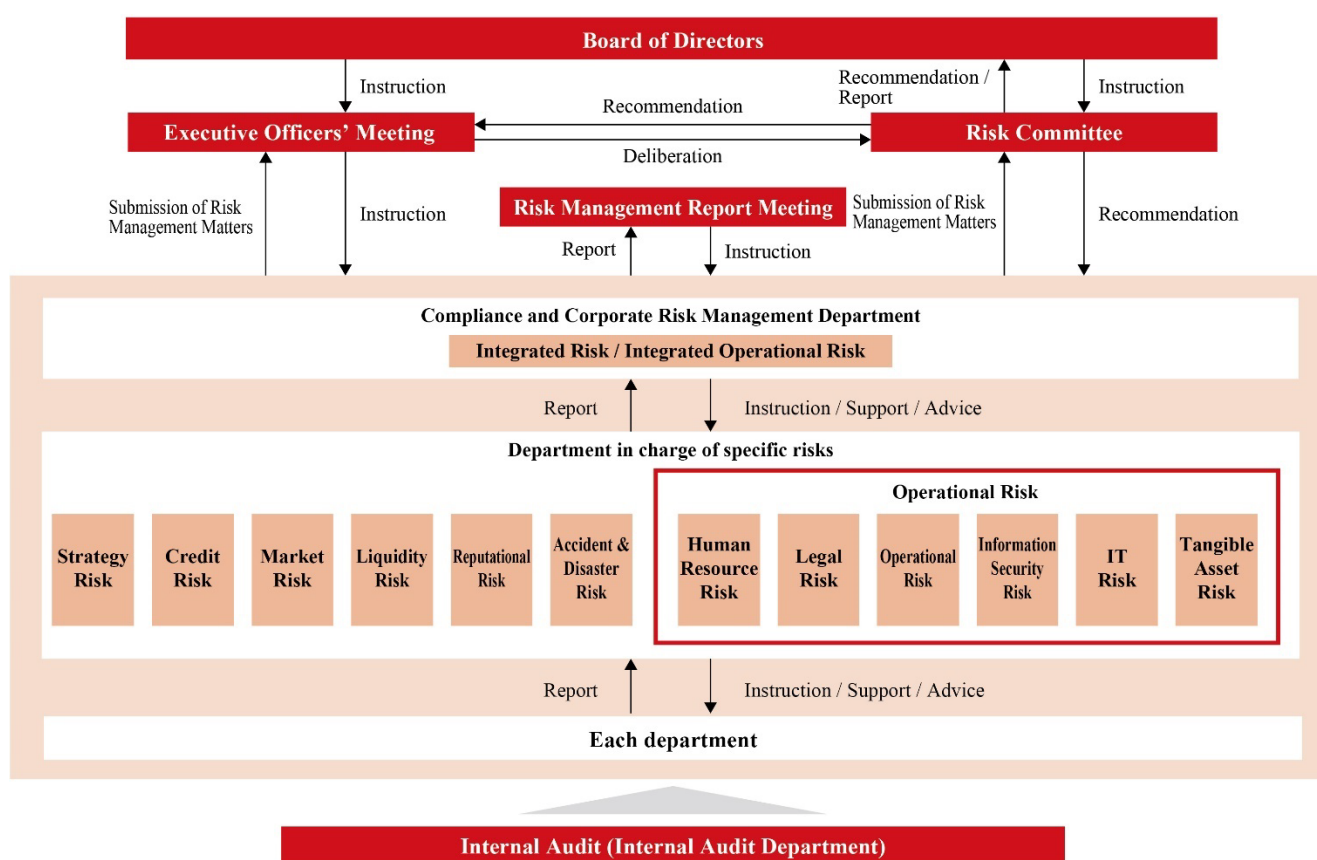 Board of Directors
Instruction
Recommendation /
Report
Instruction
Recommendation
Executive Officers’ Meeting
Risk Committee
Deliberation
Submission of Risk
Management Matters
Instruction
Risk Management Report Meeting
Submission of Risk
Management Matters
Recommendation
Report
Instruction
Compliance and Corporate Risk Management Department
Integrated Risk / Integrated Operational Risk
Report
Instruction / Support / Advice
Department in charge of specific risks
Operational Risk
Strategy
Risk
Credit
Risk
Market
Risk
Liquidity
Risk
Reputational
Risk
Accident &
Disaster
Risk
Human
Resource
Risk
Legal
Risk
Operational
Risk
Information
Security
Risk
IT
Risk
Tangible
Asset
Risk
Report
Instruction / Support / Advice
Each department
Internal Audit (Internal Audit Department)